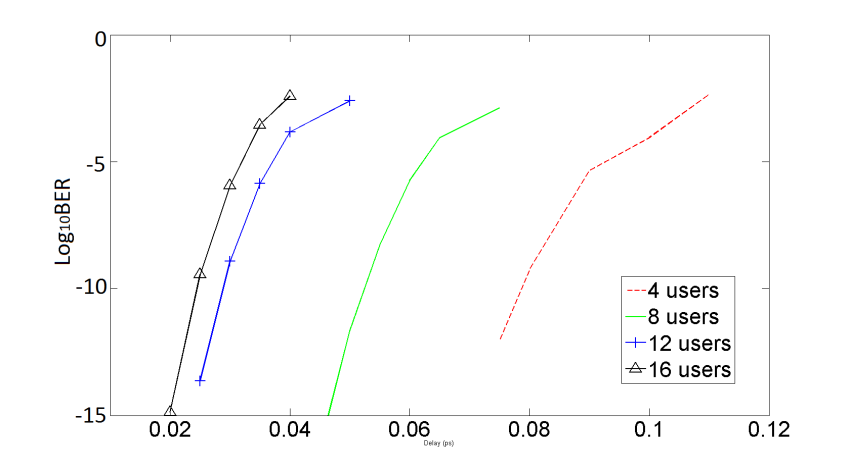 0
-5
-10
-15
Log10BER
0.02 0.04 0.06 0.08 0.1 0.12
Delay (ps)
4 users
8 users
12 users
16 users